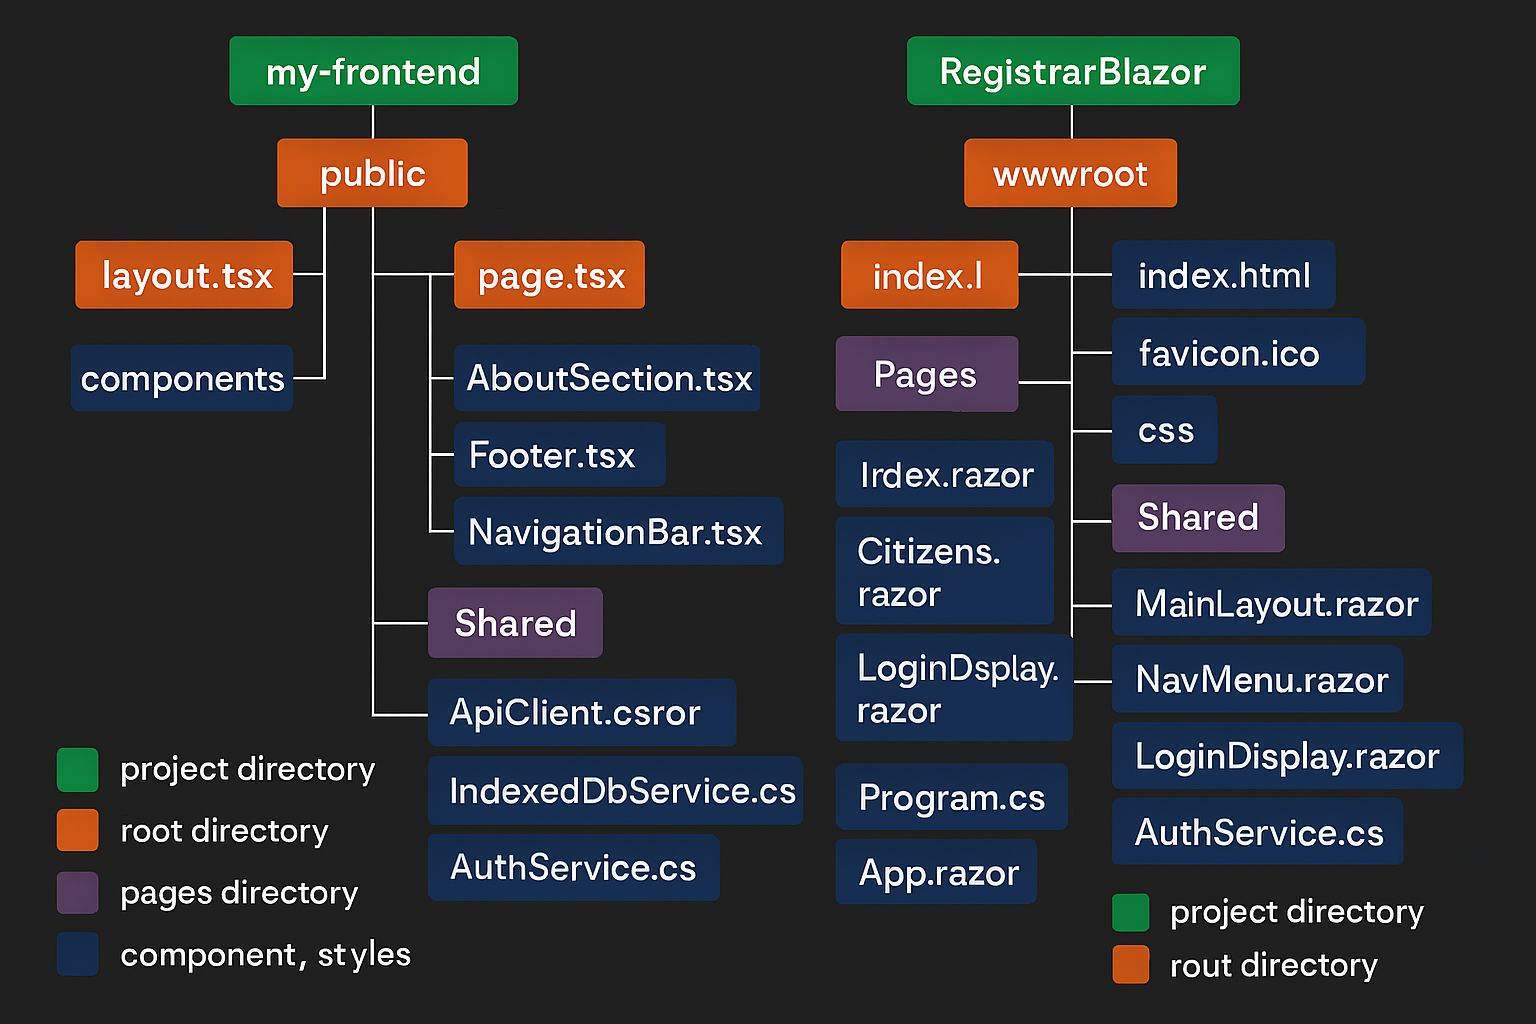 my-frontend
public
layout.tsx
page.tsx
components
AboutSection.tsx
Footer.tsx
NavigationBar.tsx
Shared
ApiClient.csror
IndexedDbService.cs
AuthService.cs
project directory
root directory
pages directory
component, styles
RegistrarBlazor
wwwroot
index.l
index.html
Pages
favicon.ico
css
Irdex.razor
Shared
Citizens.
razor
MainLayout.razor
LoginDsplay.
razor
NavMenu.razor
LoginDisplay.razor
Program.cs
AuthService.cs
App.razor
project directory
rout directory